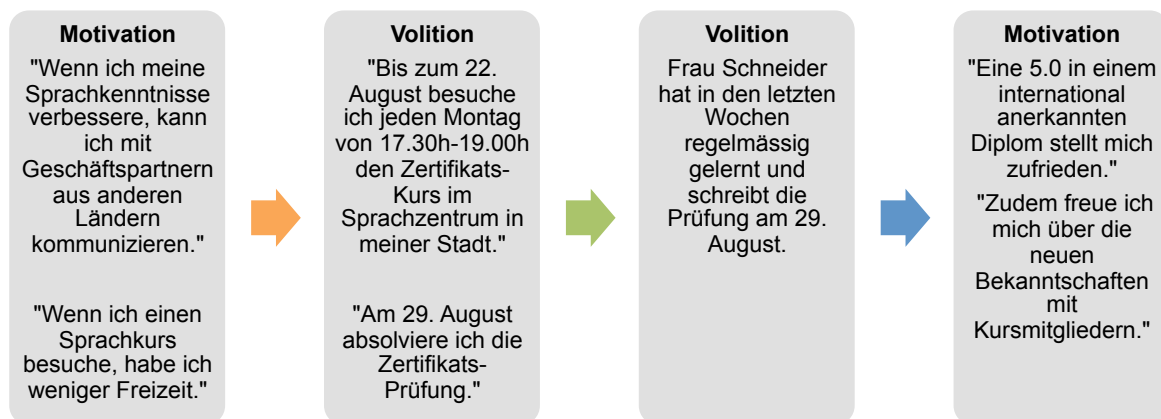 Motivation
"Wenn ich meine
Sprachkenntnisse
verbessere, kann
ich mit
Geschäftspartnern
aus anderen
Ländern
kommunizieren."
"Wenn ich einen
Sprachkurs
besuche, habe ich
weniger Freizeit."
Volition
"Bis zum 22.
August besuche
ich jeden Montag
von 17.30h-19.00h
den Zertifikats-
Kurs im
Sprachzentrum in
meiner Stadt."
"Am 29. August
absolviere ich die
Zertifikats-
Prüfung."
Volition
Frau Schneider
hat in den letzten
Wochen
regelmässig
gelernt und
schreibt die
Prüfung am 29.
August.
Motivation
"Eine 5.0 in einem
international
anerkannten
Diplom stellt mich
zufrieden."
"Zudem freue ich
mich über die
neuen
Bekanntschaften
mit
Kursmitgliedern."